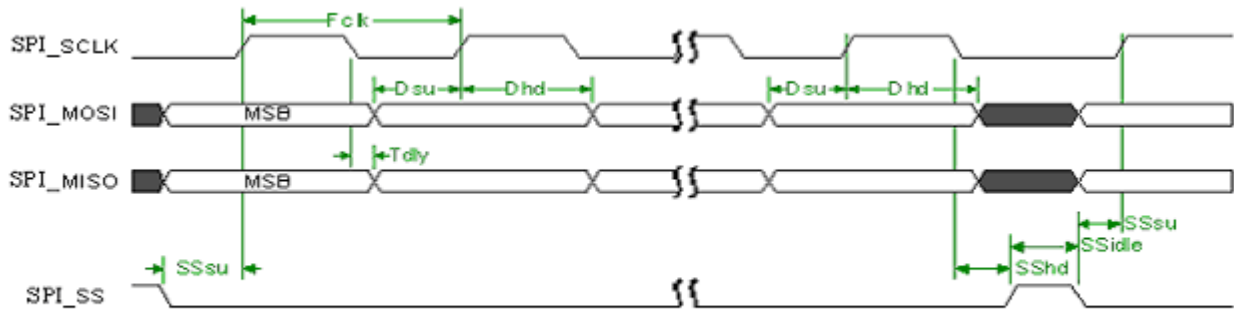 Fclk
SPI_SCLK
Dsu Dhd Dsu Dhd
SPI_MOSI MSB
Tdly
SPI_MISO MSB
SSsu
SSidle
SSsu SShd
SPI_SS